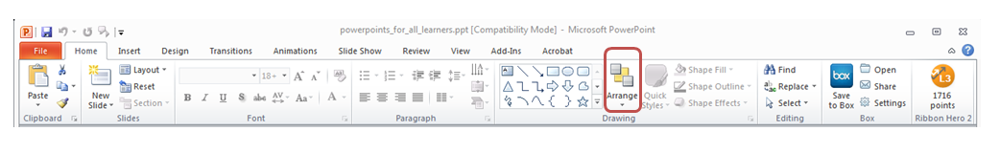 powerpoints_for_all_learners.ppt [Compatibility Mode] - Microsoft PowerPoint
File Home Insert Design Transitions Animations Slide Show Review View Add-Ins Acrobat
Paste
Clipboard
New
Slide
Layout
Reset
Section
Slides
18
B I U S abc AV Aa A
Font
Paragraph
Arrange
Quick
Styles
Shape Fill
Shape Outline
Shape Effects
Drawing
Find
Replace
Select
Editing
box
Save
to Box
Open
Share
Settings
Box
L3
1716
points
Ribbon Hero 2